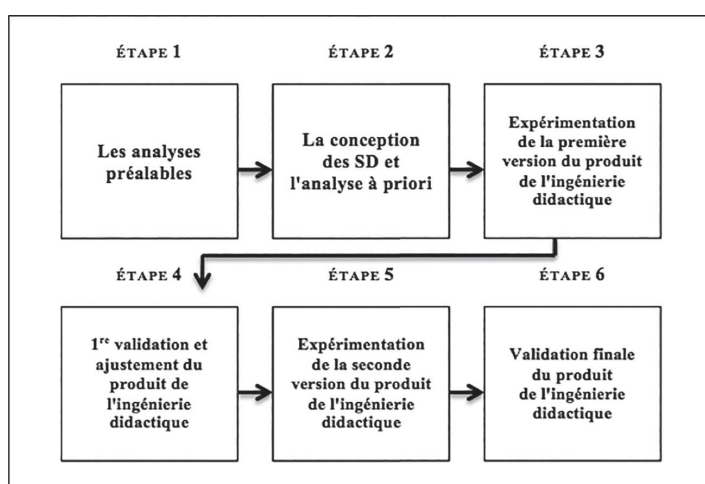 ÉTAPE 1
ÉTAPE 2
ÉTAPE 3
Les analyses
préalables
La conception
des SD et
l'analyse à priori
Expérimentation
de la première
version du produit
de l'ingénierie
didactique
ÉTAPE 4
ÉTAPE 5
ÉTAPE 6
1re validation et
ajustement du
produit de
l'ingénierie
didactique
Expérimentation
de la seconde
version du produit
de l'ingénierie
didactique
Validation finale
du produit
de l'ingénierie
didactique